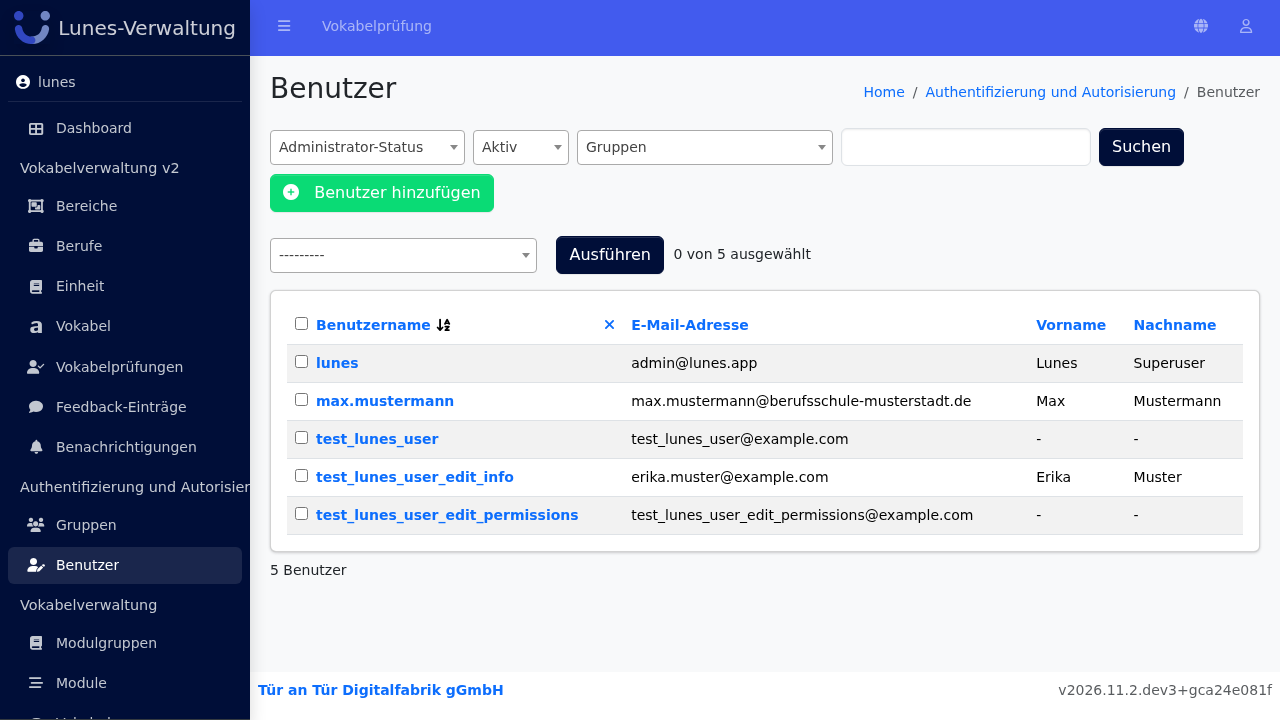 Lunes-Verwaltung
Vokabelprüfung
lunes
Dashboard
Vokabelverwaltung v2
Bereiche
Berufe
Einheit
Vokabel
Vokabelprüfungen
Feedback-Einträge
Benachrichtigungen
Authentifizierung und Autorisier
Gruppen
Benutzer
Vokabelverwaltung
Modulgruppen
Module
Benutzer
Home / Authentifizierung und Autorisierung / Benutzer
Administrator-Status Aktiv Gruppen Suchen
Benutzer hinzufügen
--------- Ausführen 0 von 5 ausgewählt
Benutzername E-Mail-Adresse Vorname Nachname
lunes admin@lunes.app Lunes Superuser
max.mustermann max.mustermann@berufsschule-musterstadt.de Max Mustermann
test_lunes_user test_lunes_user@example.com - -
test_lunes_user_edit_info erika.muster@example.com Erika Muster
test_lunes_user_edit_permissions test_lunes_user_edit_permissions@example.com - -
5 Benutzer
Tür an Tür Digitalfabrik gGmbH
v2026.11.2.dev3+gca24e081f